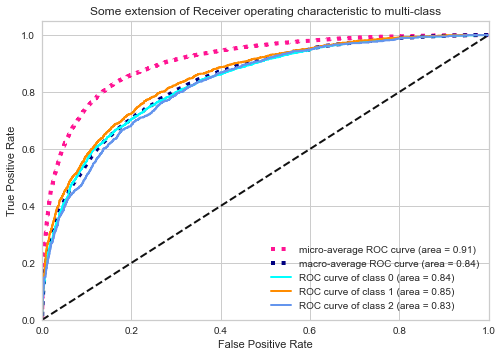 Some extension of Receiver operating characteristic to multi-class
1.0
0.8
0.6
0.4
0.2
0.0
True Positive Rate
micro-average ROC curve (area = 0.91)
macro-average ROC curve (area = 0.84)
ROC curve of class 0 (area = 0.84)
ROC curve of class 1 (area = 0.85)
ROC curve of class 2 (area = 0.83)
0.0 0.2 0.4 0.6 0.8 1.0
False Positive Rate